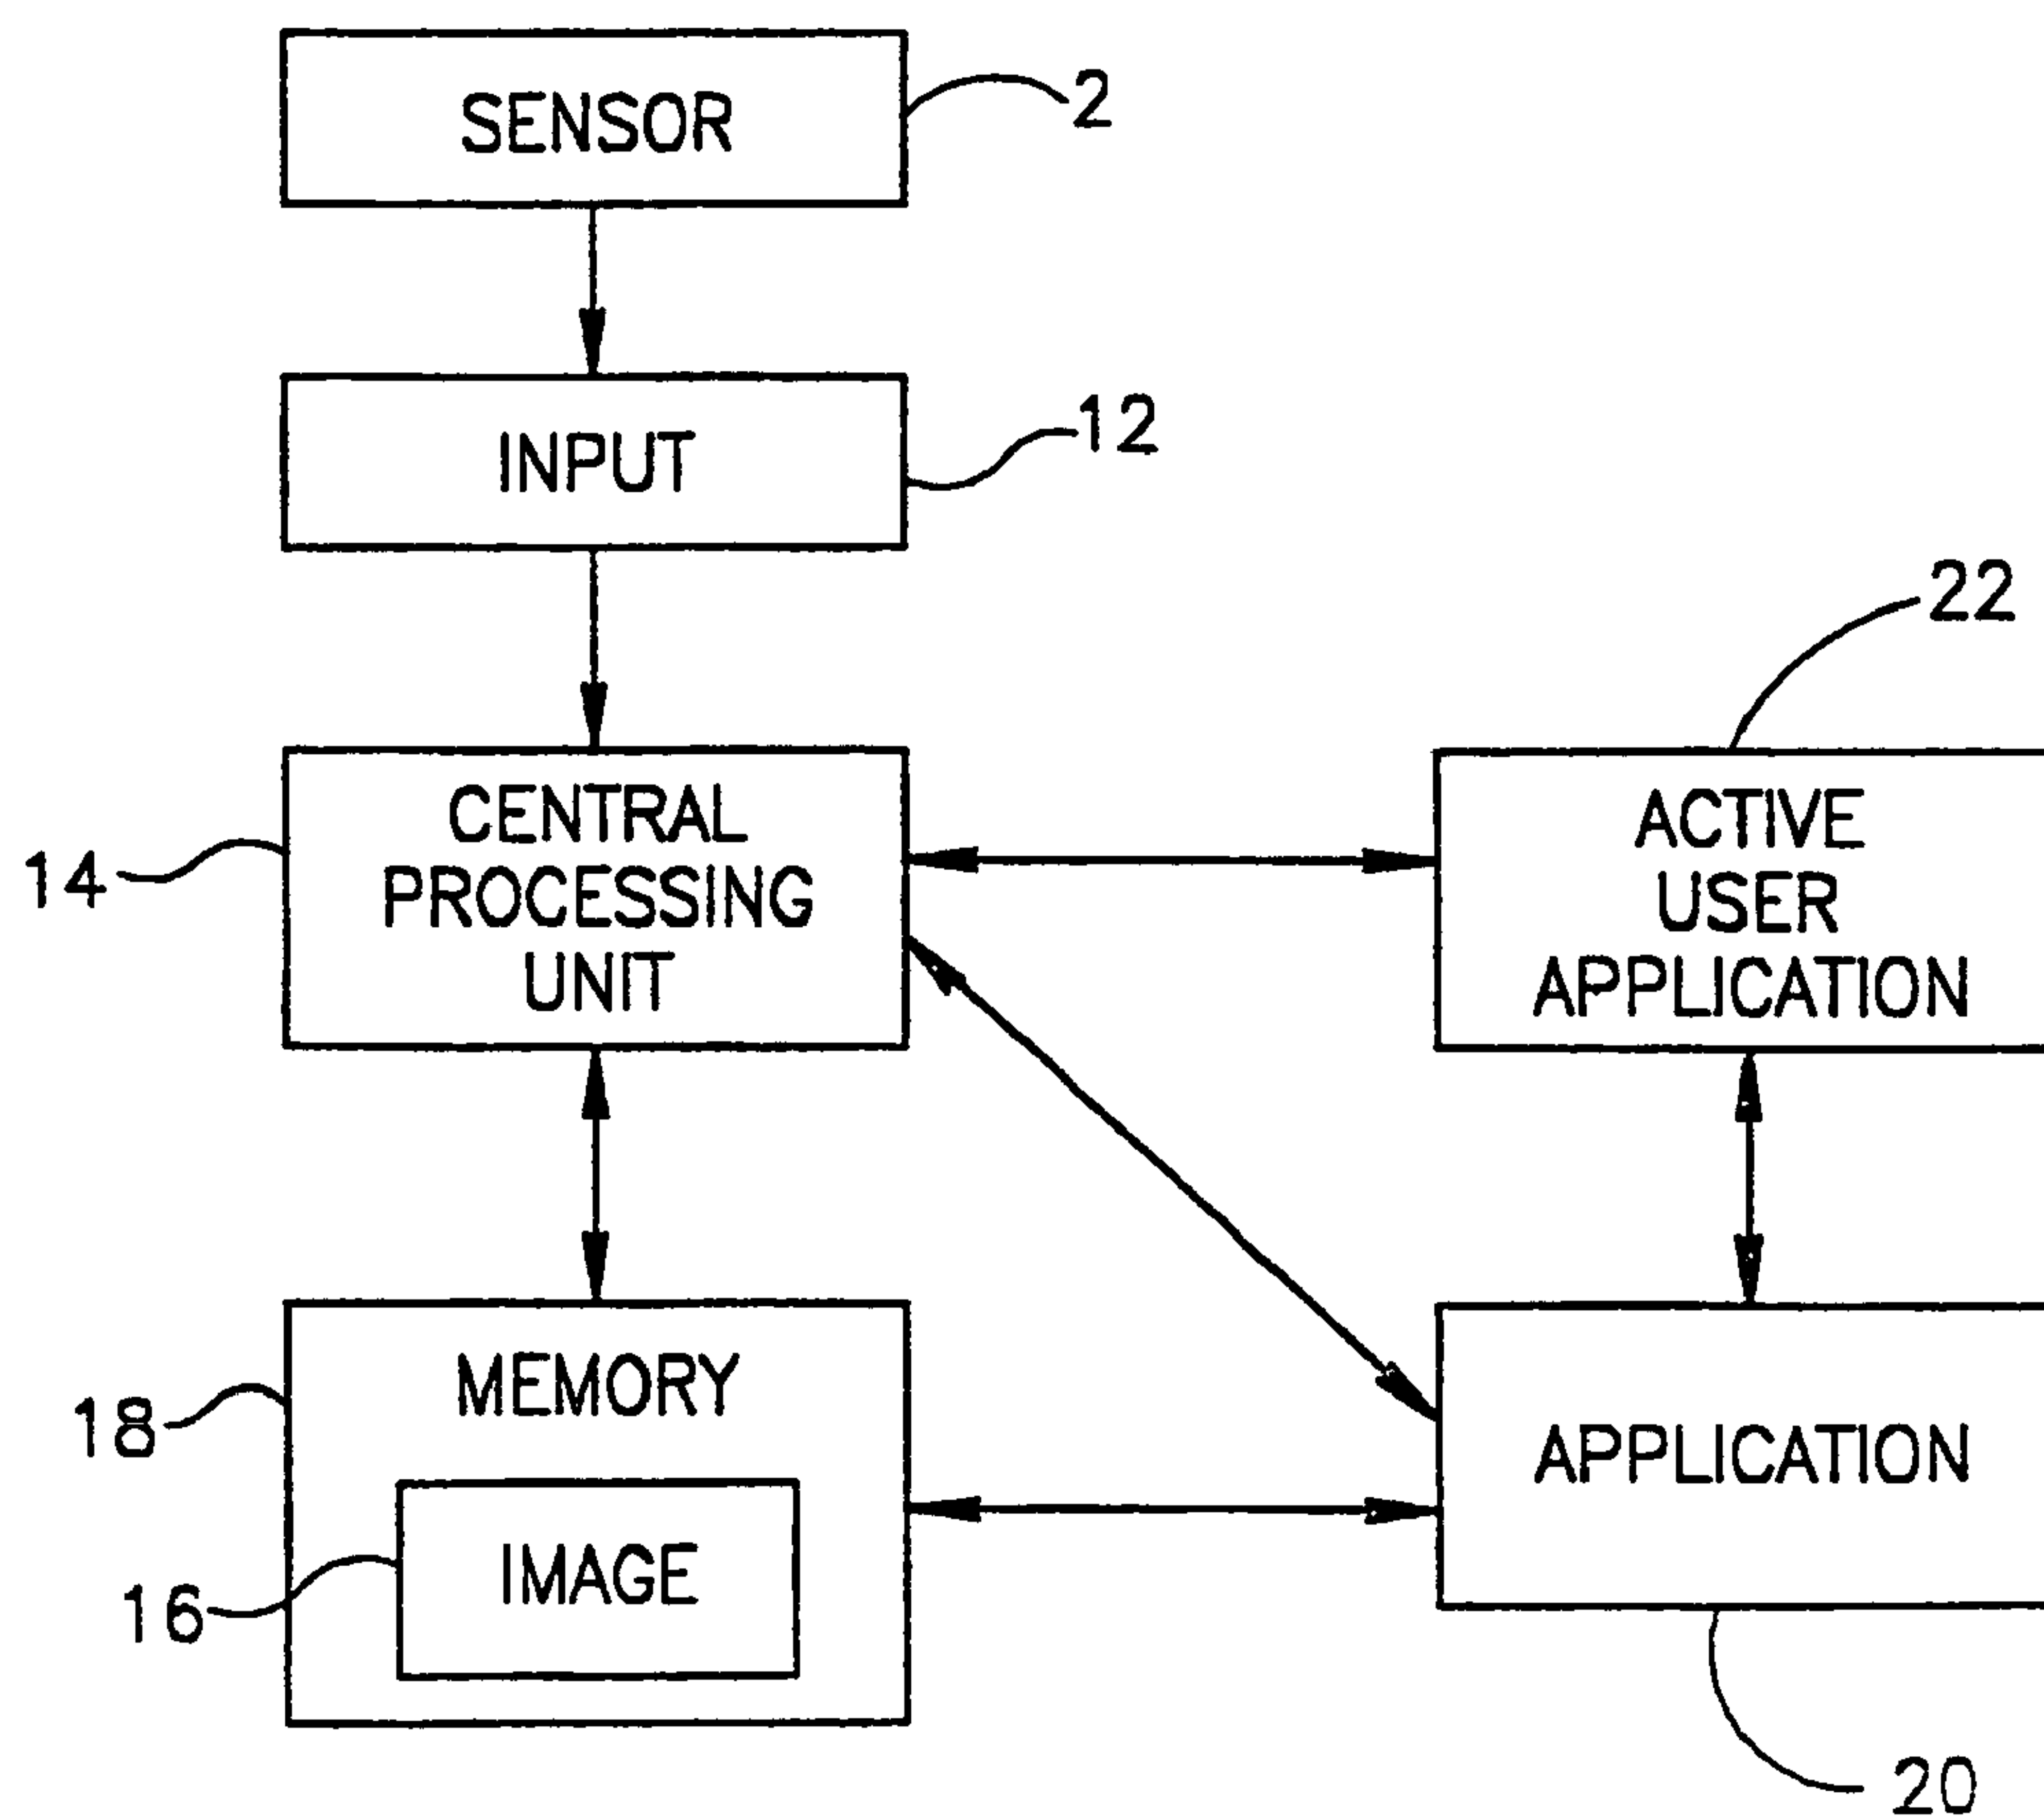 SENSOR
2
INPUT
12
CENTRAL
PROCESSING
UNIT
14
ACTIVE
USER
APPLICATION
22
MEMORY
18
IMAGE
16
APPLICATION
20